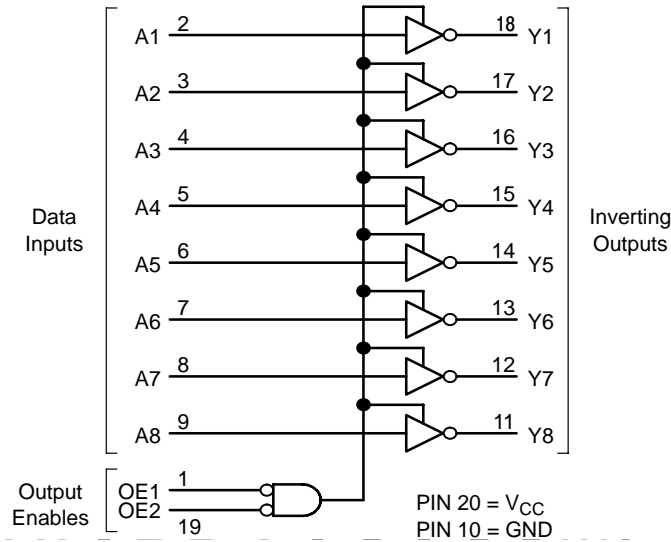 A1 2 18 Y1
A2 3 17 Y2
A3 4 16 Y3
A4 5 15 Y4
Data
Inputs
Inverting
Outputs
A5 6 14 Y5
A6 7 13 Y6
A7 8 12 Y7
A8 9 11 Y8
Output
Enables
OE1 1
OE2 19
PIN 20 = VCC
PIN 10 = GND